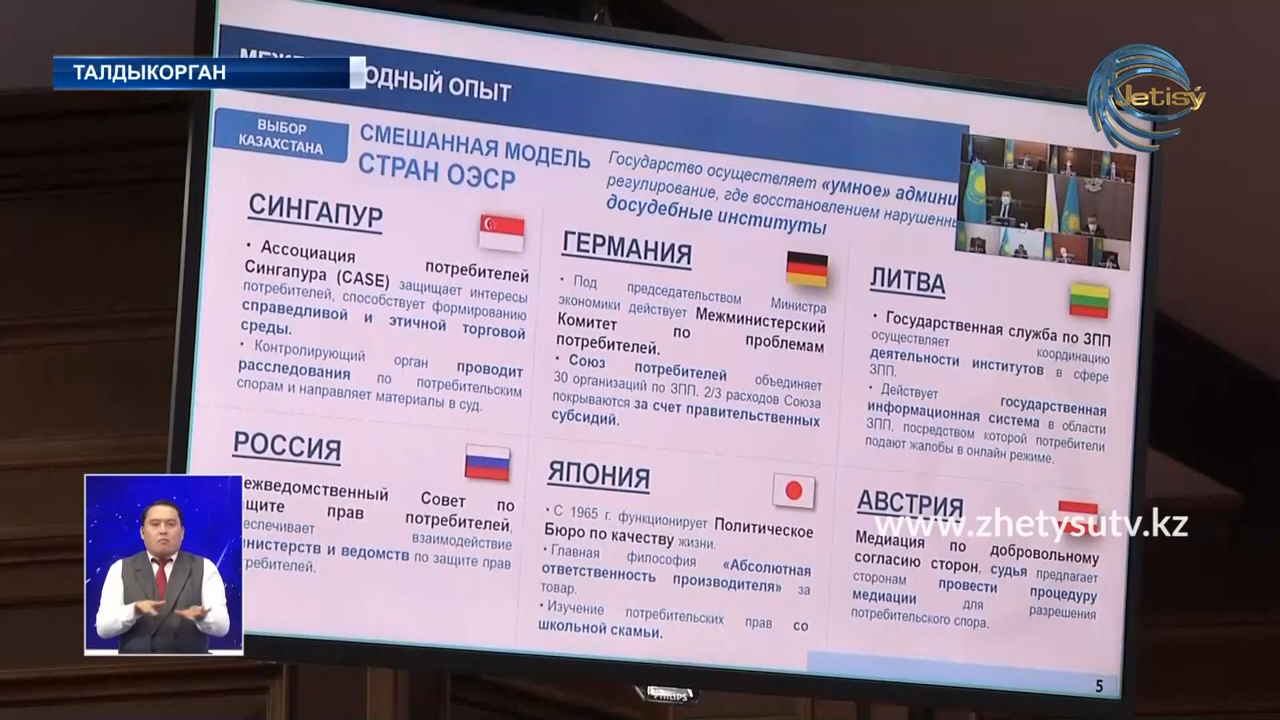 ТАЛДЫКОРГАН
Jetisý
ОДНЫЙ ОПЫТ
ВЫБОР
КАЗАХСТАНА
СМЕШАННАЯ МОДЕЛЬ
СТРАН ОЭСР
Государство осуществляет «умное» админи
регулирование, где восстановлением нарушенны
досудебные институты
СИНГАПУР
• Ассоциация потребителей
Сингапура (CASE) защищает интересы
потребителей, способствует формированию
справедливой и этичной торговой
среды.
• Контролирующий орган проводит
расследования по потребительским
спорам и направляет материалы в суд.
ГЕРМАНИЯ
• Под председательством Министра
экономики действует Межминистерский
Комитет по проблемам
потребителей.
• Союз потребителей объединяет
30 организаций по ЗПП, 2/3 расходов Союза
покрываются за счет правительственных
субсидий.
ЛИТВА
• Государственная служба по ЗПП
осуществляет координацию
деятельности институтов в сфере
ЗПП.
• Действует государственная
информационная система в области
ЗПП, посредством которой потребители
подают жалобы в онлайн режиме.
РОССИЯ
ежведомственный Совет по
ащите прав потребителей,
еспечивает взаимодействие
инистерств и ведомств по защите прав
требителей.
ЯПОНИЯ
• С 1965 г. функционирует Политическое
Бюро по качеству жизни.
• Главная философия «Абсолютная
ответственность производителя» за
товар.
• Изучение потребительских прав со
школьной скамьи.
АВСТРИЯ
www.zhetysutv.kz
Медиация по добровольному
согласию сторон, судья предлагает
сторонам провести процедуру
медиации для разрешения
потребительского спора.
5
PHILIPS